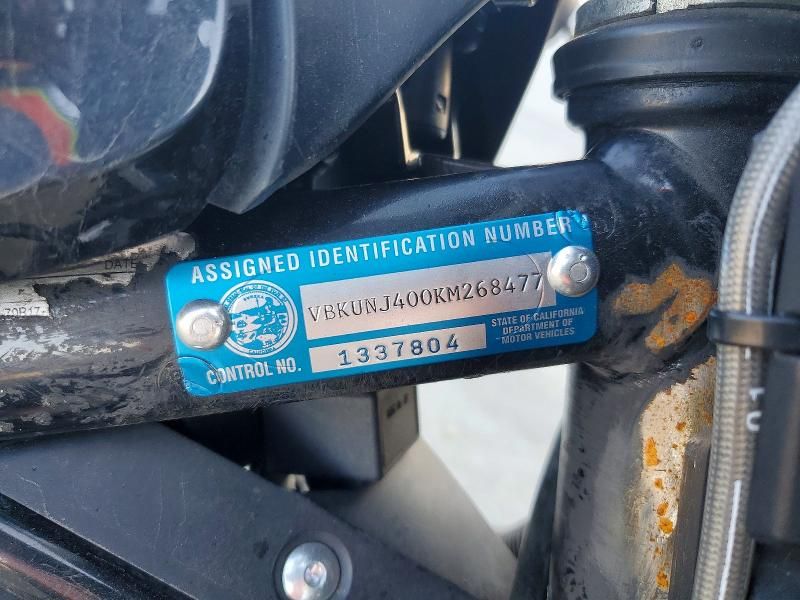 ASSIGNED IDENTIFICATION NUMBER
VBKUNJ400KM268477
STATE OF CALIFORNIA
DEPARTMENT OF
MOTOR VEHICLES
CONTROL NO.
1337804